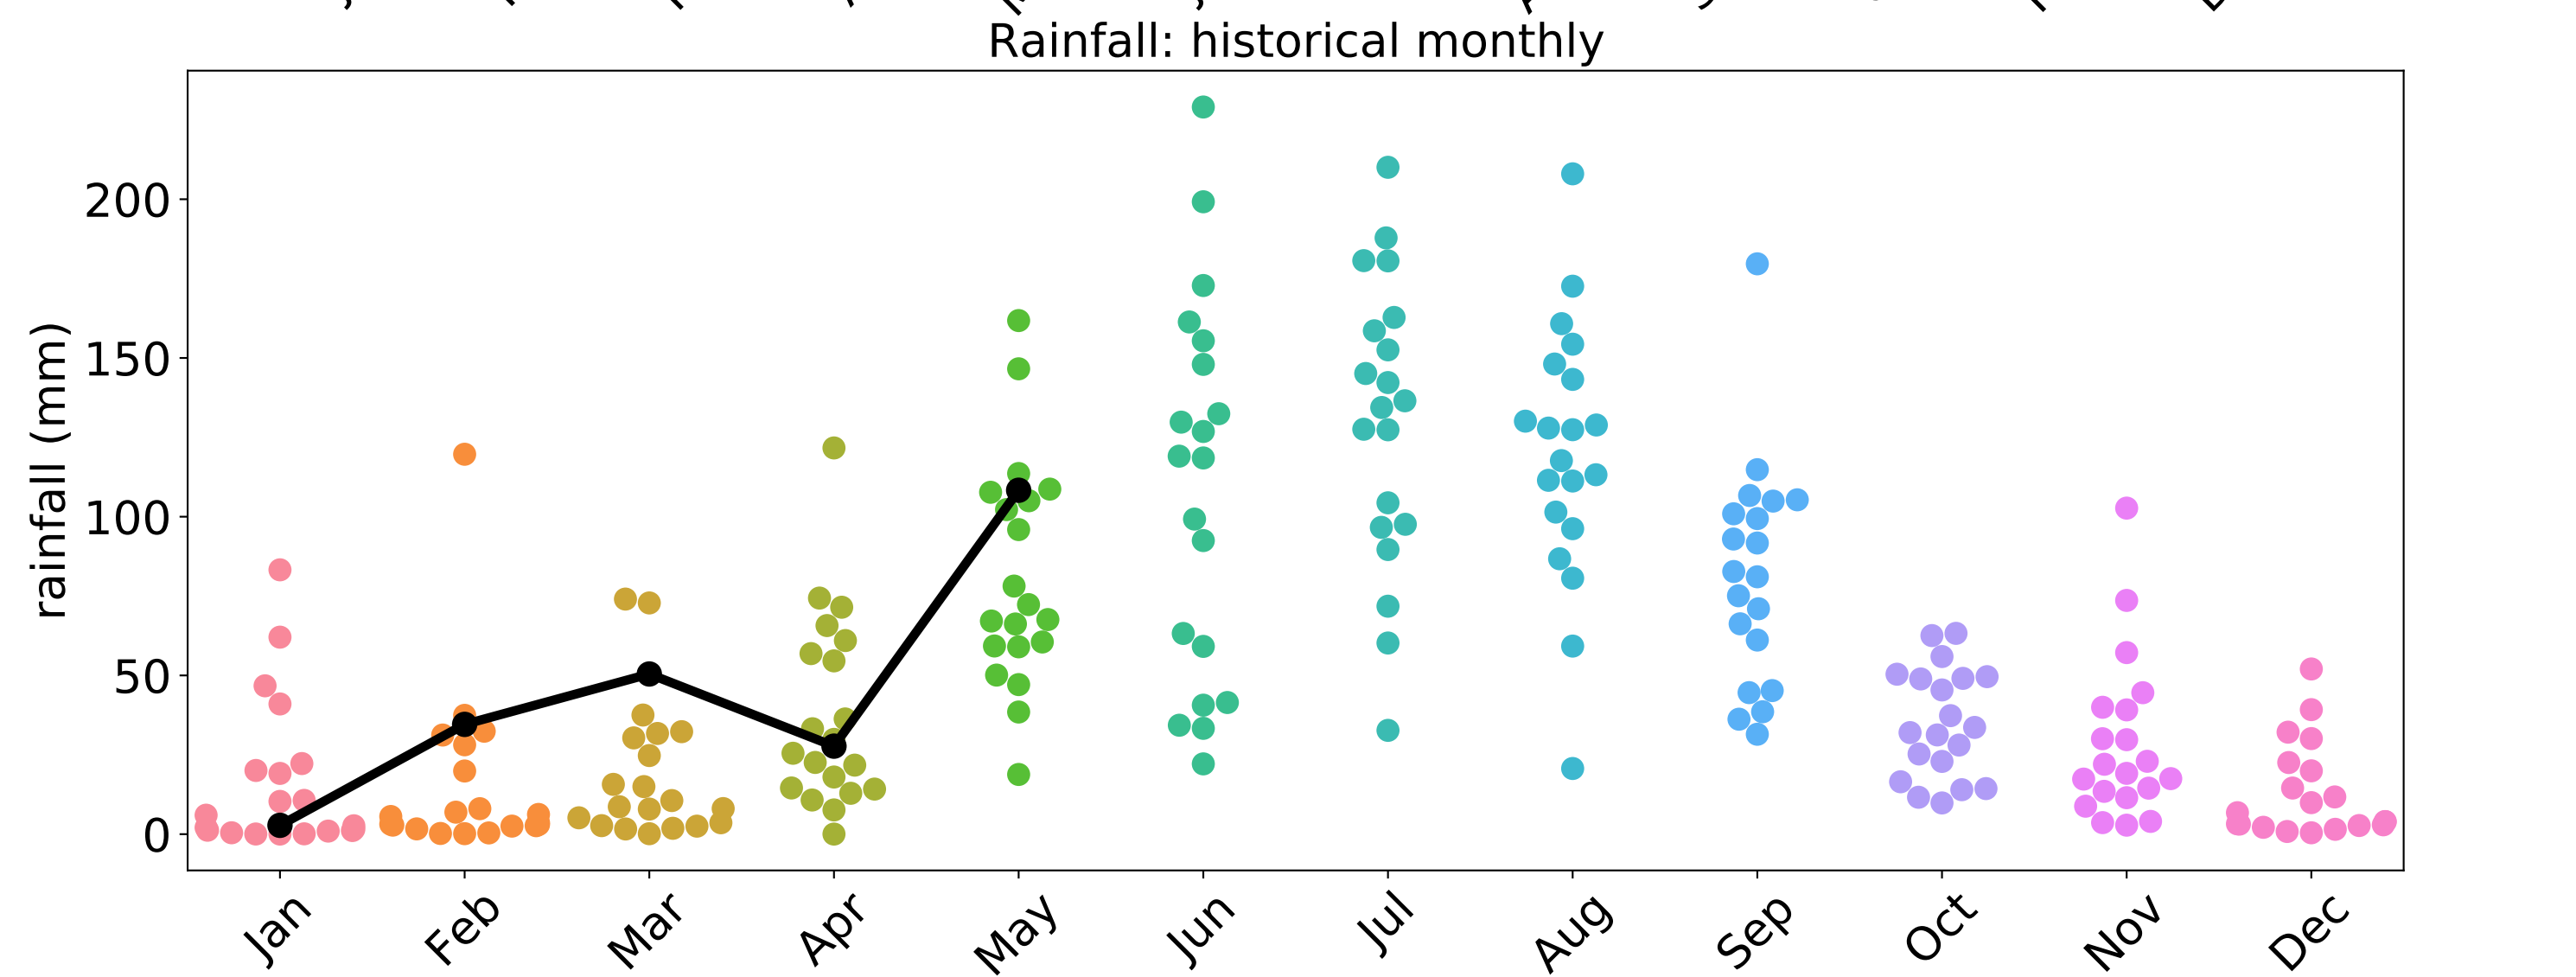 Rainfall: historical monthly
rainfall (mm)
200
150
100
50
0
Jan
Feb
Mar
Apr
May
Jun
Jul
Aug
Sep
Oct
Nov
Dec